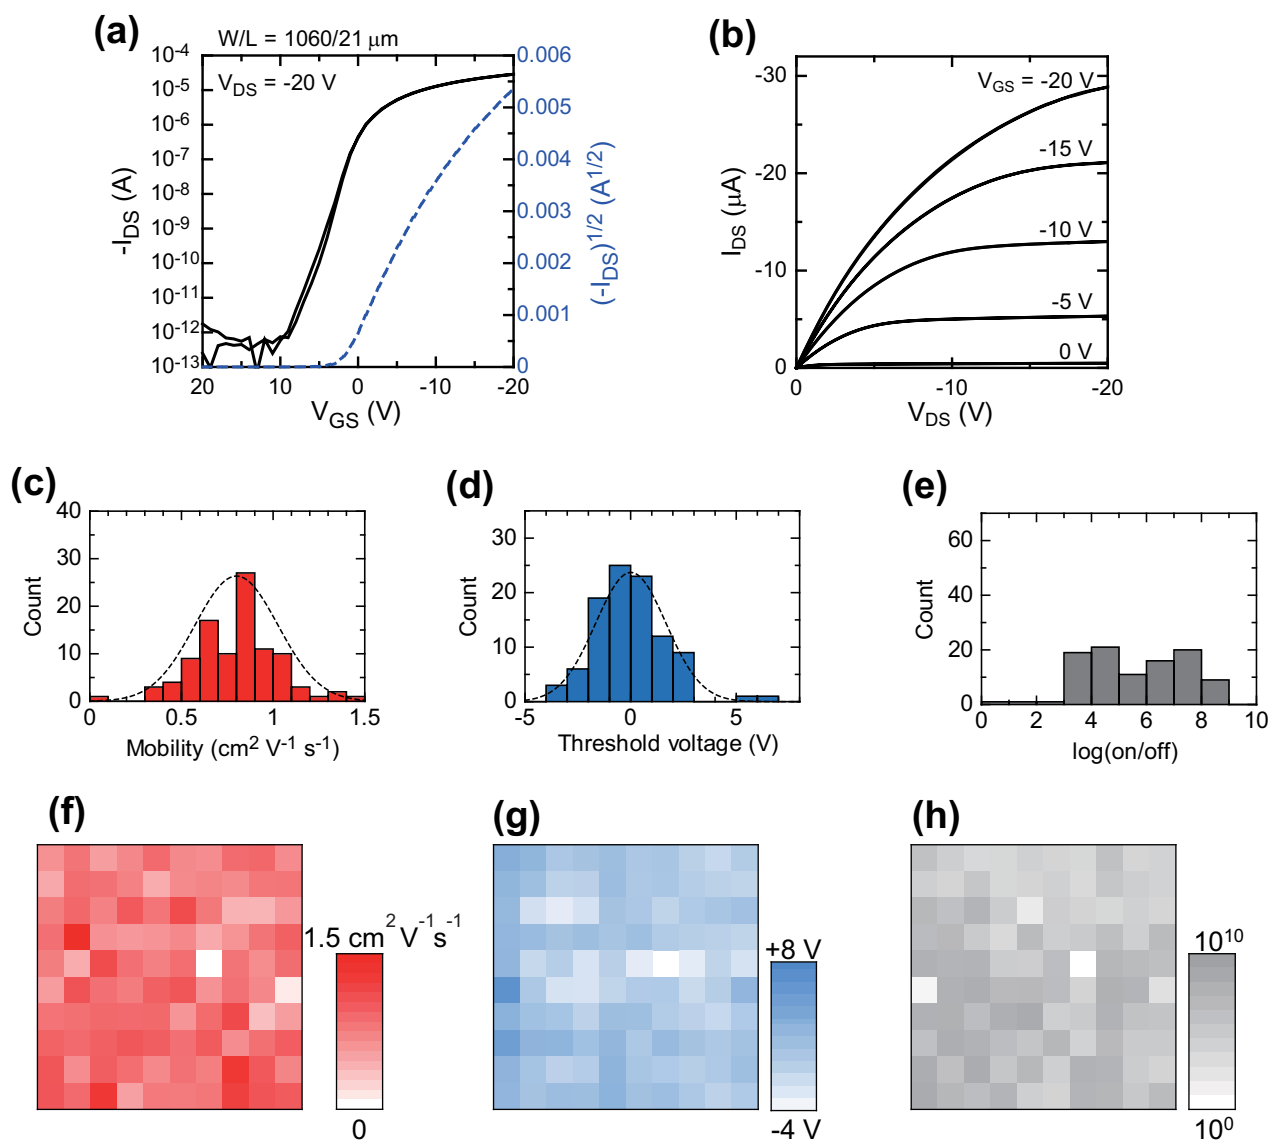 (a)
W/L = 1060/21 μm
V_DS = -20 V
-I_DS (A)
10^-4
10^-5
10^-6
10^-7
10^-8
10^-9
10^-10
10^-11
10^-12
10^-13
20 10 0 -10 -20
V_GS (V)
0.006
0.005
0.004
0.003
0.002
0.001
0
(-I_DS)^1/2 (A^1/2)
(b)
I_DS (μA)
-30
-20
-10
0
V_GS = -20 V
-15 V
-10 V
-5 V
0 V
0 -10 -20
V_DS (V)
(c)
Count
40
30
20
10
0
0 0.5 1 1.5
Mobility (cm² V⁻¹ s⁻¹)
(d)
Count
30
20
10
0
-5 0 5
Threshold voltage (V)
(e)
Count
60
40
20
0
0 2 4 6 8 10
log(on/off)
(f)
1.5 cm² V⁻¹s⁻¹
0
(g)
+8 V
-4 V
(h)
10^10
10^0